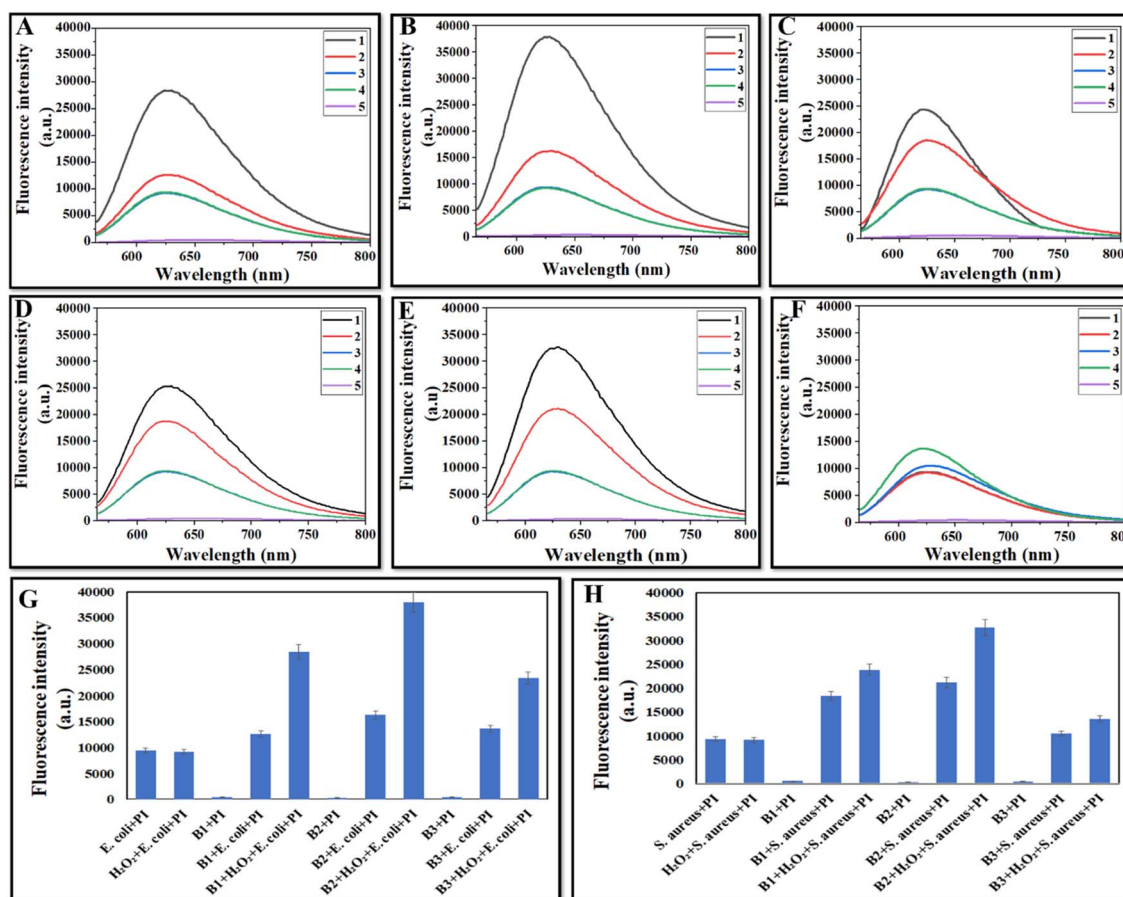 A
40000
35000
30000
25000
20000
15000
10000
5000
0
Fluorescence intensity
(a.u.)
1
2
3
4
5
600 650 700 750 800
Wavelength (nm)
B
40000
35000
30000
25000
20000
15000
10000
5000
0
Fluorescence intensity
(a.u.)
1
2
3
4
5
600 650 700 750 800
Wavelength (nm)
C
40000
35000
30000
25000
20000
15000
10000
5000
0
Fluorescence intensity
(a.u.)
1
2
3
4
5
600 650 700 750 800
Wavelength (nm)
D
40000
35000
30000
25000
20000
15000
10000
5000
0
Fluorescence intensity
(a.u.)
1
2
3
4
5
600 650 700 750 800
Wavelength (nm)
E
40000
35000
30000
25000
20000
15000
10000
5000
0
Fluorescence intensity
(a.u)
1
2
3
4
5
600 650 700 750 800
Wavelength (nm)
F
40000
35000
30000
25000
20000
15000
10000
5000
0
Fluorescence intensity
(a.u.)
1
2
3
4
5
600 650 700 750 800
Wavelength (nm)
G
40000
35000
30000
25000
20000
15000
10000
5000
0
Fluorescence intensity
(a.u.)
E. coli+PI
H₂O₂+E. coli+PI
B1+PI
B1+E. coli+PI
B1+H₂O₂+E. coli+PI
B2+PI
B2+E. coli+PI
B2+H₂O₂+E. coli+PI
B3+PI
B3+E. coli+PI
B3+H₂O₂+E. coli+PI
H
40000
35000
30000
25000
20000
15000
10000
5000
0
Fluorescence intensity
(a.u.)
S. aureus+PI
H₂O₂+S. aureus+PI
B1+PI
B1+S. aureus+PI
B1+H₂O₂+S. aureus+PI
B2+PI
B2+S. aureus+PI
B2+H₂O₂+S. aureus+PI
B3+PI
B3+S. aureus+PI
B3+H₂O₂+S. aureus+PI